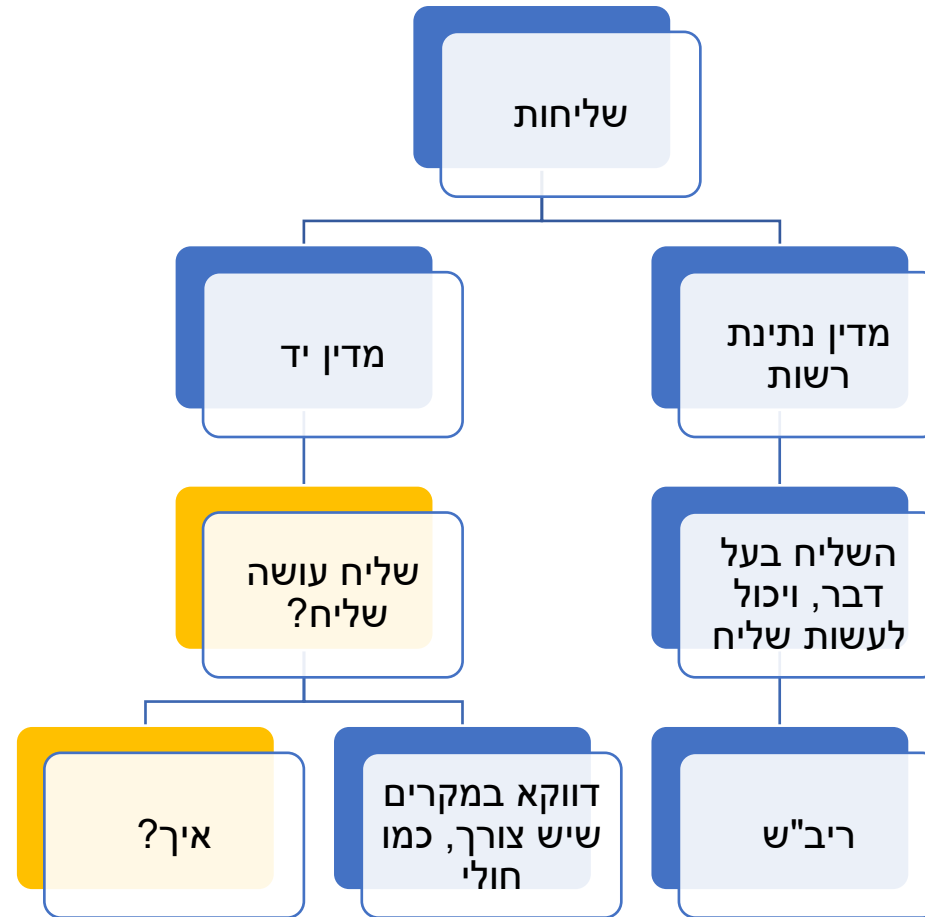 שליחות
מדין נתינת
רשות
מדין יד
השליח בעל
דבר, ויכול
לעשות שליח
שליח עושה
שליח?
ריב"ש
דווקא במקרים
שיש צורך, כמו
חולי
איך?